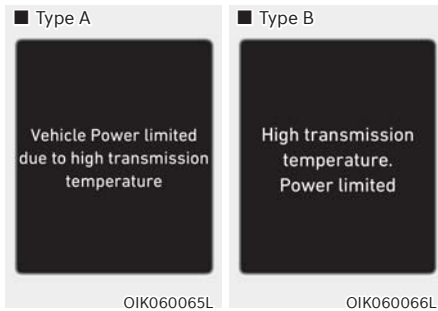 ■ Type A
Vehicle Power limited
due to high transmission
temperature
OIK060065L
■ Type B
High transmission
temperature.
Power limited
OIK060066L